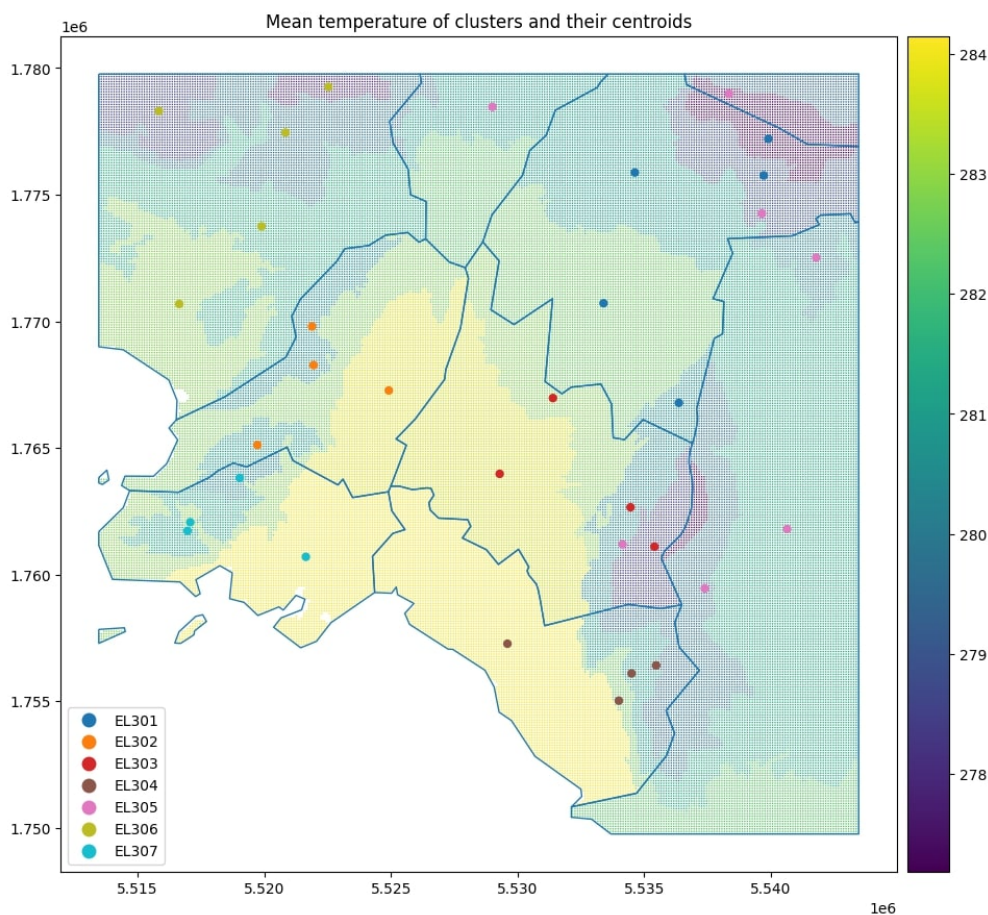 Mean temperature of clusters and their centroids
1e6
1.780
1.775
1.770
1.765
1.760
1.755
1.750
5.515 5.520 5.525 5.530 5.535 5.540
1e6
EL301
EL302
EL303
EL304
EL305
EL306
EL307
284
283
282
281
280
279
278